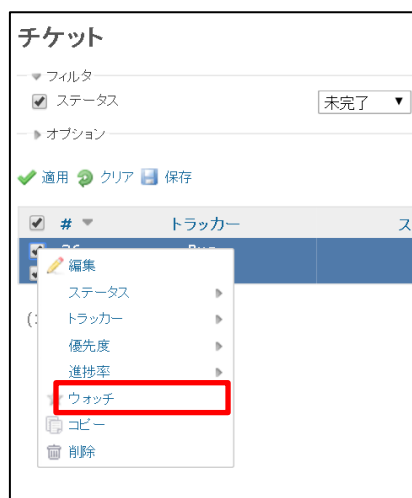 チケット
フィルタ
ステータス 未完了
オプション
適用 クリア 保存
# トラッカー ス
編集
ステータス
トラッカー
優先度
進捗率
ウォッチ
コピー
削除